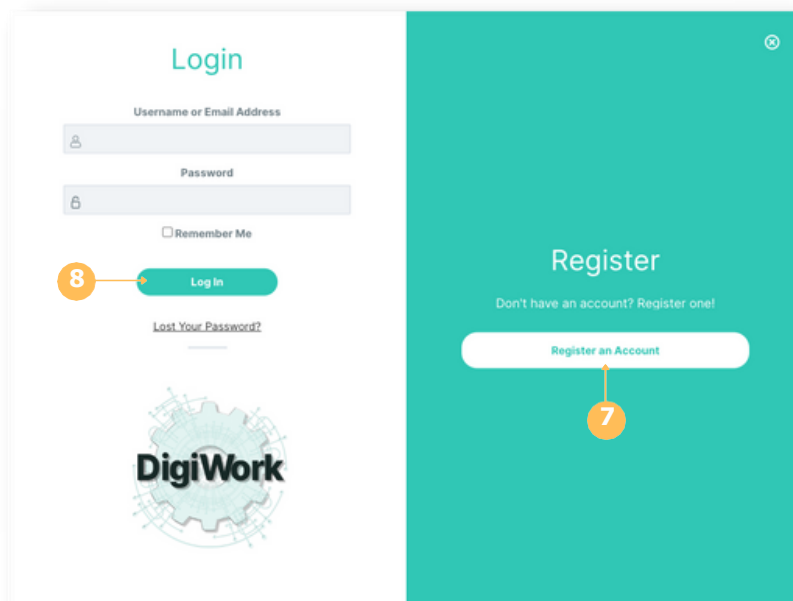 Login
Username or Email Address
Password
Remember Me
8
Log In
Lost Your Password?
DigiWork
Register
Don't have an account? Register one!
Register an Account
7